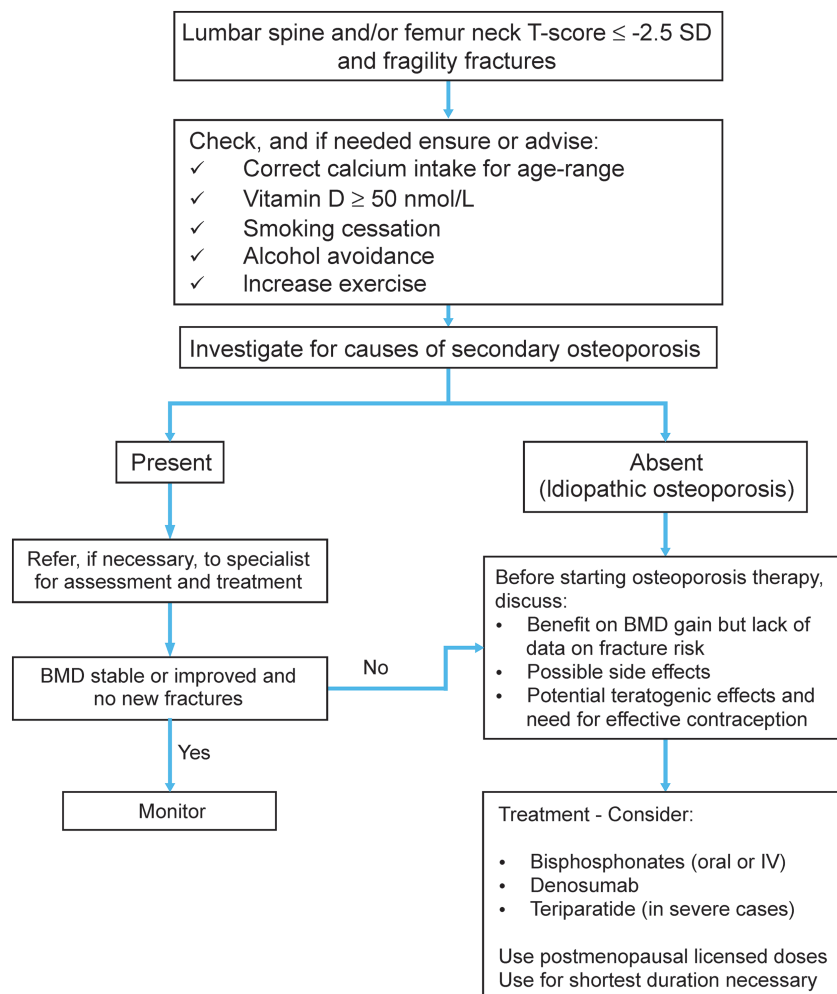 Lumbar spine and/or femur neck T-score ≤ -2.5 SD
and fragility fractures
Check, and if needed ensure or advise:
✓ Correct calcium intake for age-range
✓ Vitamin D ≥ 50 nmol/L
✓ Smoking cessation
✓ Alcohol avoidance
✓ Increase exercise
Investigate for causes of secondary osteoporosis
Present
Absent
(Idiopathic osteoporosis)
Refer, if necessary, to specialist
for assessment and treatment
Before starting osteoporosis therapy,
discuss:
• Benefit on BMD gain but lack of
data on fracture risk
• Possible side effects
• Potential teratogenic effects and
need for effective contraception
BMD stable or improved and
no new fractures
No
Yes
Monitor
Treatment - Consider:
• Bisphosphonates (oral or IV)
• Denosumab
• Teriparatide (in severe cases)
Use postmenopausal licensed doses
Use for shortest duration necessary